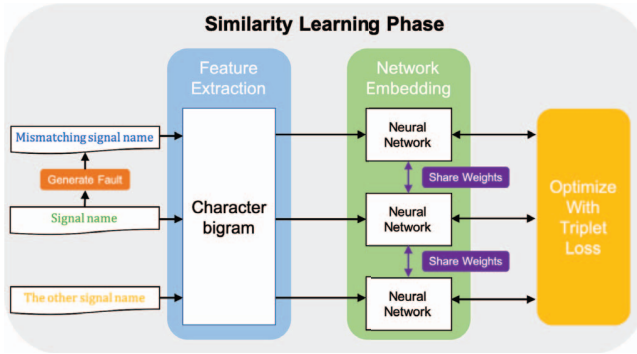 Similarity Learning Phase
Feature
Extraction
Network
Embedding
Mismatching signal name
Generate Fault
Signal name
The other signal name
Character
bigram
Neural
Network
Share Weights
Neural
Network
Share Weights
Neural
Network
Optimize
With
Triplet
Loss